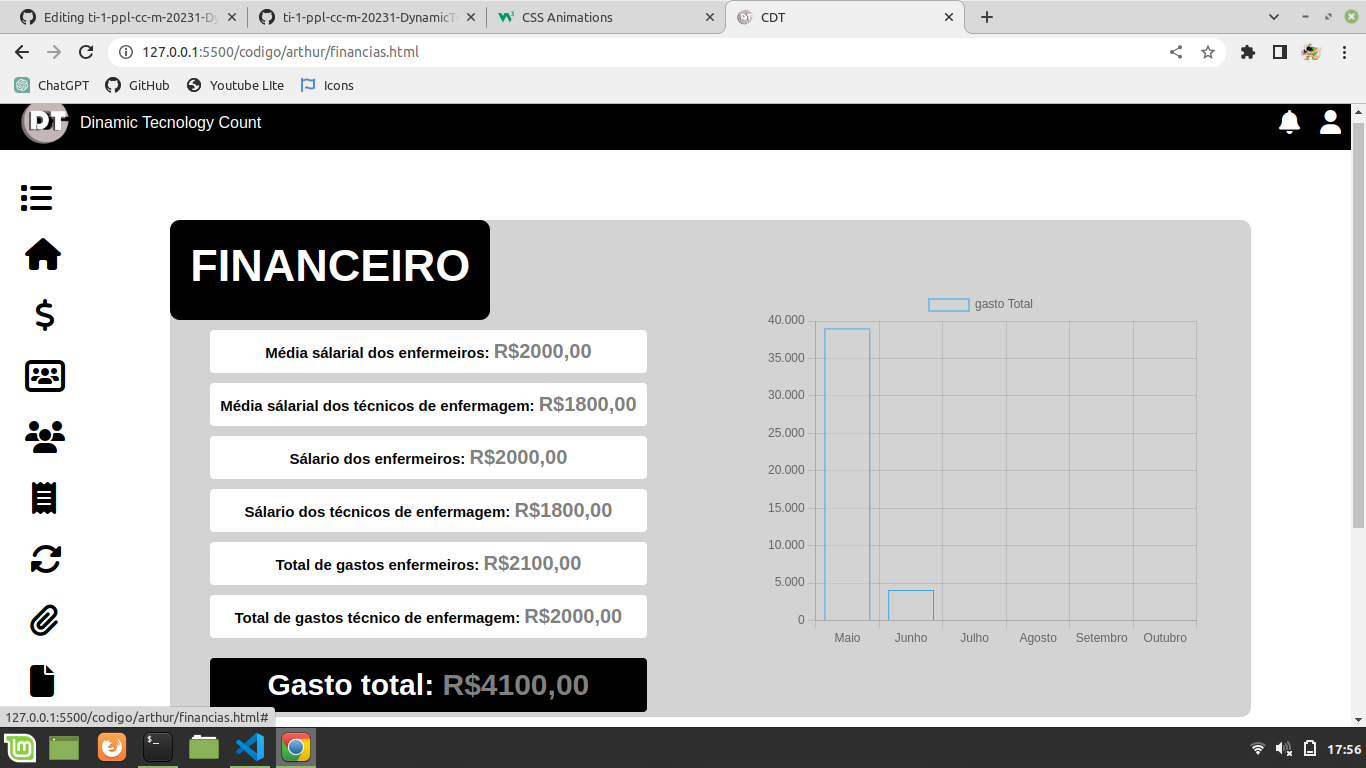 Editing ti-1-ppl-cc-m-20231-Dy
ti-1-ppl-cc-m-20231-DynamicT
CSS Animations
CDT
127.0.0.1:5500/codigo/arthur/financias.html
ChatGPT
GitHub
Youtube LIte
Icons
DT
Dinamic Tecnology Count
FINANCEIRO
Média sálarial dos enfermeiros: R$2000,00
Média sálarial dos técnicos de enfermagem: R$1800,00
Sálario dos enfermeiros: R$2000,00
Sálario dos técnicos de enfermagem: R$1800,00
Total de gastos enfermeiros: R$2100,00
Total de gastos técnico de enfermagem: R$2000,00
Gasto total: R$4100,00
gasto Total
40.000
35.000
30.000
25.000
20.000
15.000
10.000
5.000
0
Maio Junho Julho Agosto Setembro Outubro
127.0.0.1:5500/codigo/arthur/financias.html#
17:56